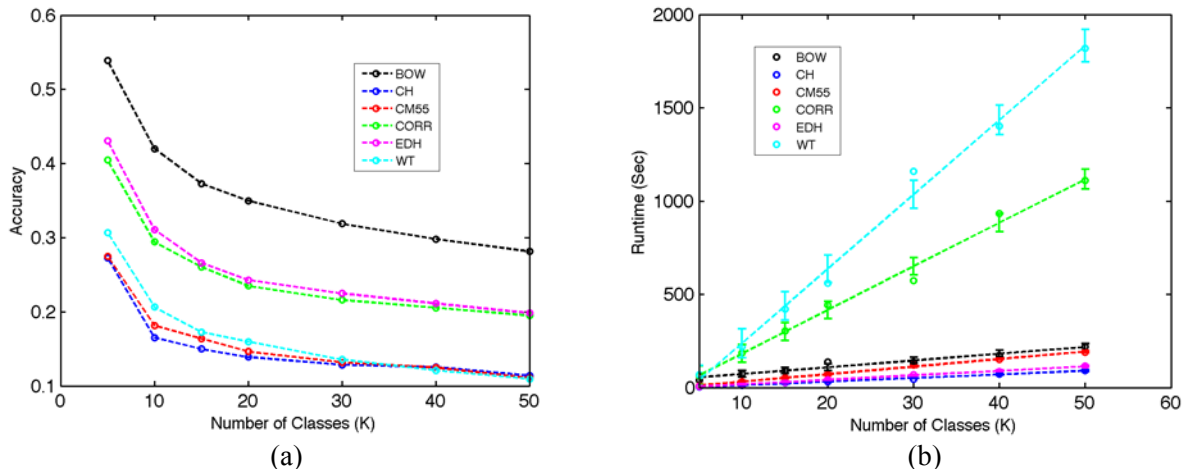 0.6
0.5
0.4
0.3
0.2
0.1
Accuracy
BOW
CH
CM55
CORR
EDH
WT
0
10
20
30
40
50
Number of Classes (K)
(a)
2000
1500
1000
500
0
Runtime (Sec)
BOW
CH
CM55
CORR
EDH
WT
10
20
30
40
50
60
Number of Classes (K)
(b)